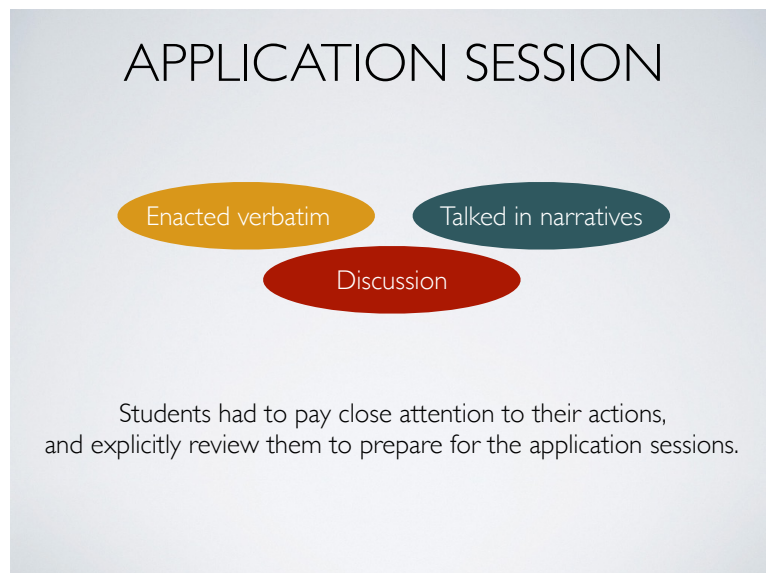 APPLICATION SESSION
Enacted verbatim
Talked in narratives
Discussion
Students had to pay close attention to their actions,
and explicitly review them to prepare for the application sessions.